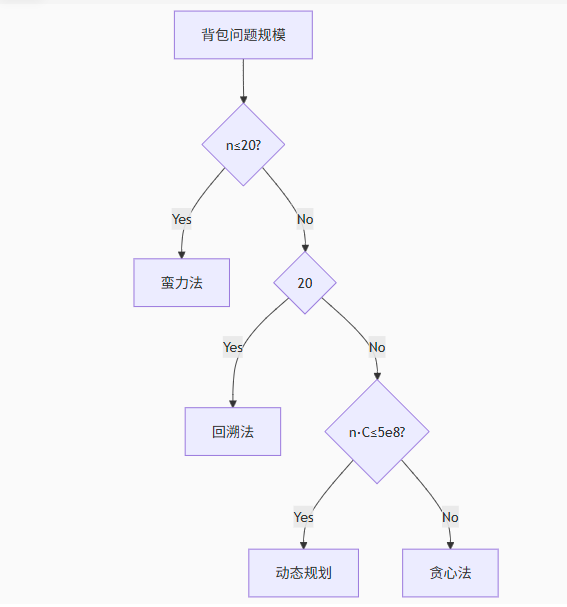 背包问题规模
n≤20?
Yes
No
蛮力法
20
Yes
No
回溯法
n·C≤5e8?
Yes
No
动态规划
贪心法